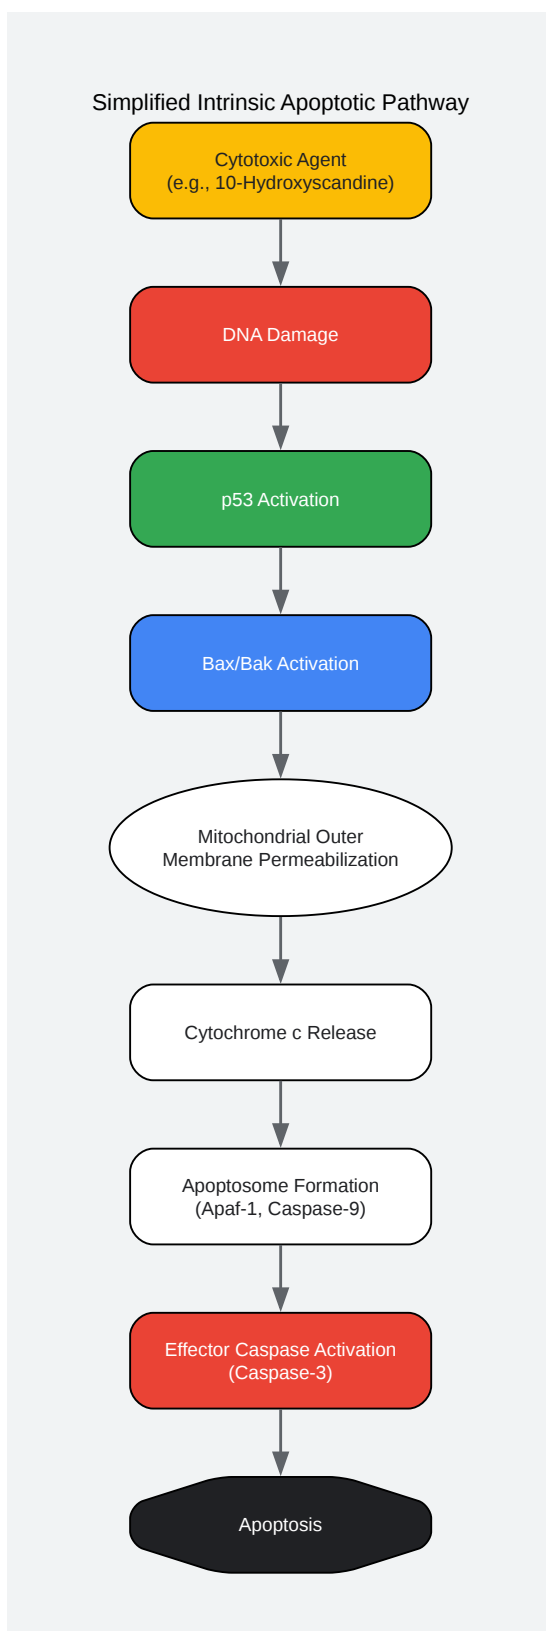 Simplified Intrinsic Apoptotic Pathway
Cytotoxic Agent
(e.g., 10-Hydroxyscandine)
DNA Damage
p53 Activation
Bax/Bak Activation
Mitochondrial Outer
Membrane Permeabilization
Cytochrome c Release
Apoptosome Formation
(Apaf-1, Caspase-9)
Effector Caspase Activation
(Caspase-3)
Apoptosis